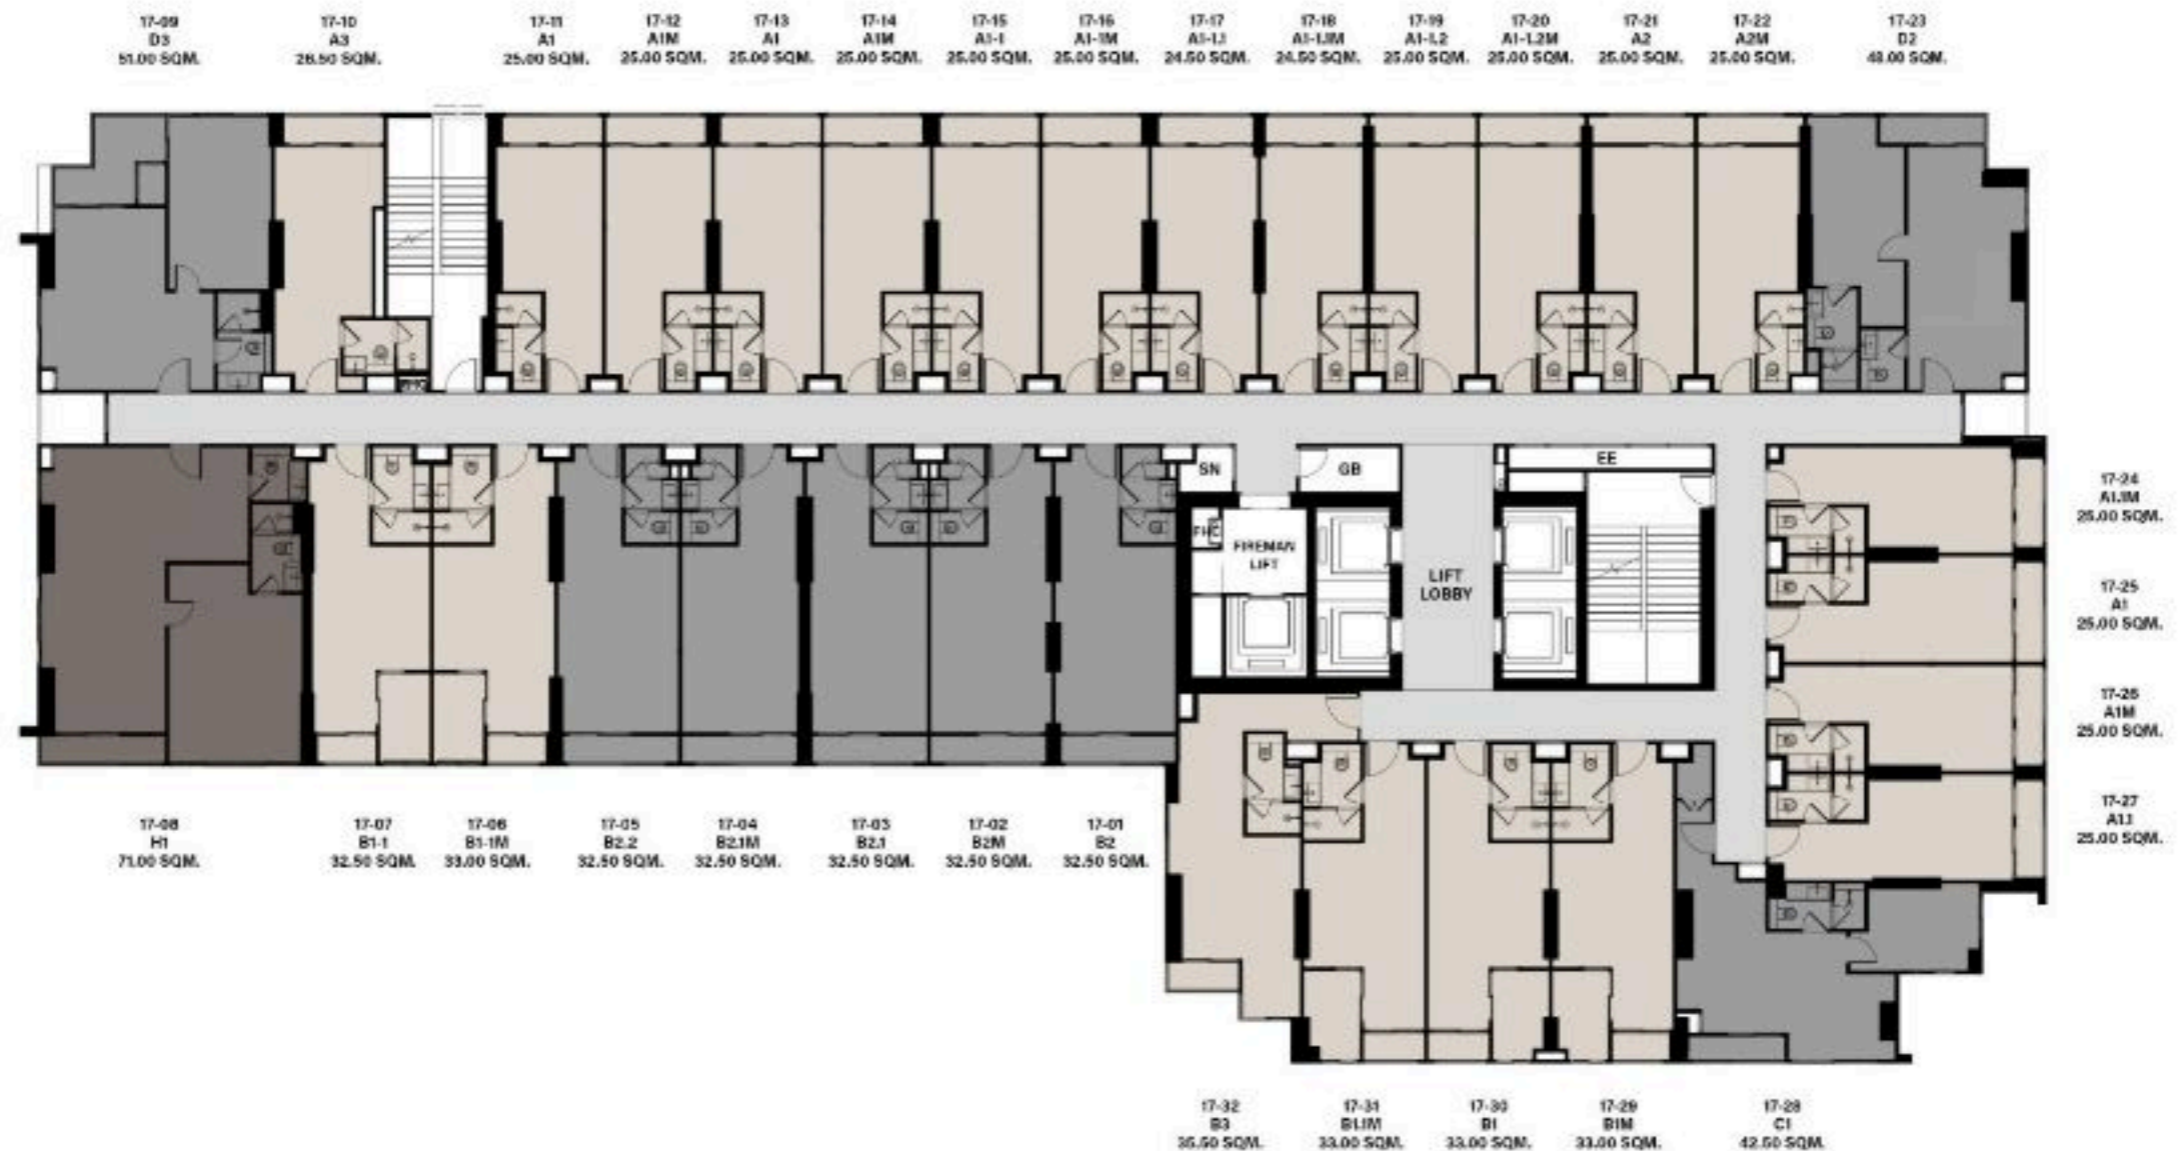 17-09
D3
51.00 SQM.
17-10
A3
26.50 SQM.
17-11
A1
25.00 SQM.
17-12
A1M
25.00 SQM.
17-13
A1
25.00 SQM.
17-14
A1M
25.00 SQM.
17-15
A1-1
25.00 SQM.
17-16
A1-1M
25.00 SQM.
17-17
A1-1.1
24.50 SQM.
17-18
A1-1.1M
24.50 SQM.
17-19
A1-1.2
25.00 SQM.
17-20
A1-1.2M
25.00 SQM.
17-21
A2
25.00 SQM.
17-22
A2M
25.00 SQM.
17-23
D2
48.00 SQM.
SN
GB
EE
FHC
FIREMAN
LIFT
LIFT
LOBBY
17-24
A1.1M
25.00 SQM.
17-25
A1
25.00 SQM.
17-26
A1M
25.00 SQM.
17-27
A1.1
25.00 SQM.
17-08
H1
71.00 SQM.
17-07
B1-1
32.50 SQM.
17-06
B1-1M
33.00 SQM.
17-05
B2.2
32.50 SQM.
17-04
B2.1M
32.50 SQM.
17-03
B2.1
32.50 SQM.
17-02
B2M
32.50 SQM.
17-01
B2
32.50 SQM.
17-32
B3
35.50 SQM.
17-31
B1.1M
33.00 SQM.
17-30
B1
33.00 SQM.
17-29
B1M
33.00 SQM.
17-28
C1
42.50 SQM.